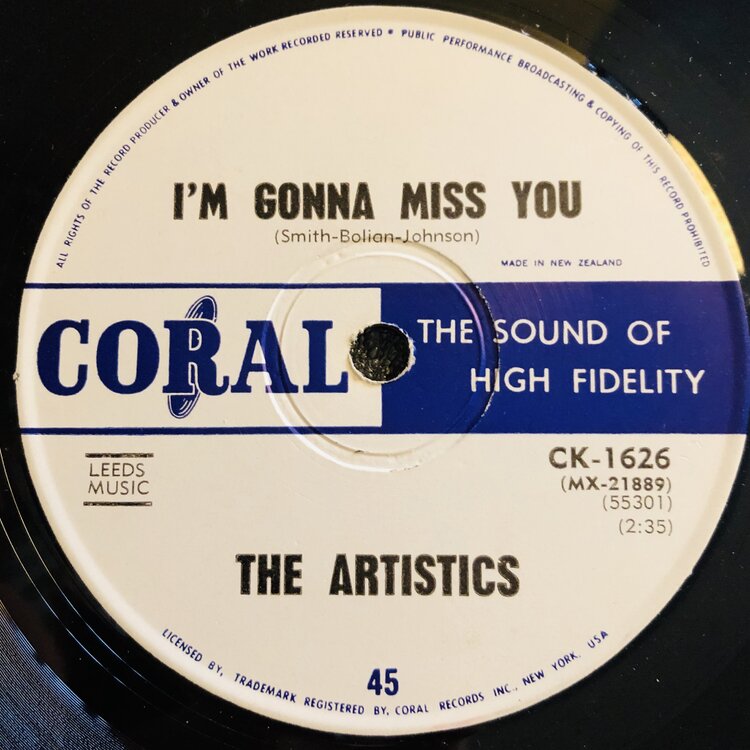 ALL RIGHTS OF THE RECORD PRODUCER & OWNER OF THE WORK RECORDED RESERVED • PUBLIC PERFORMANCE BROADCASTING & COPYING OF THIS RECORD PROHIBITED
I'M GONNA MISS YOU
(Smith-Bolian-Johnson)
MADE IN NEW ZEALAND
CORAL
THE SOUND OF
HIGH FIDELITY
LEEDS
MUSIC
CK-1626
(MX-21889)
(55301)
(2:35)
THE ARTISTICS
45
LICENSED BY, TRADEMARK REGISTERED BY, CORAL RECORDS INC., NEW YORK, USA